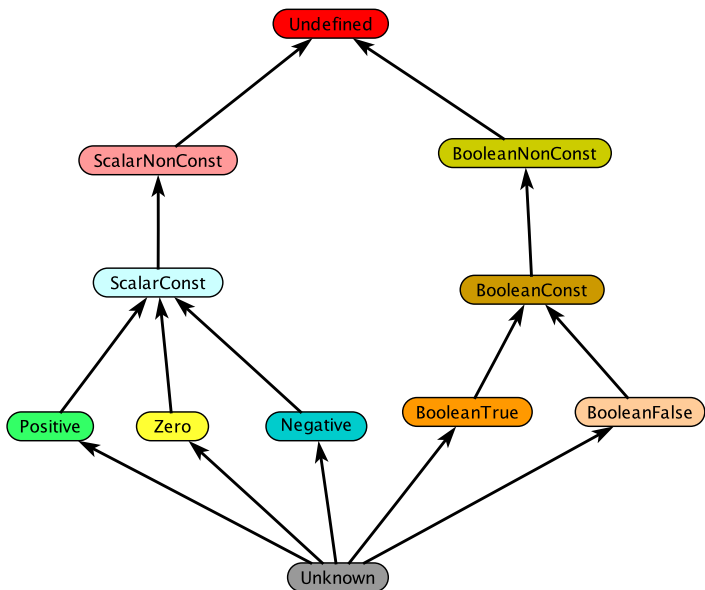 Undefined
ScalarNonConst
BooleanNonConst
ScalarConst
BooleanConst
Positive
Zero
Negative
BooleanTrue
BooleanFalse
Unknown